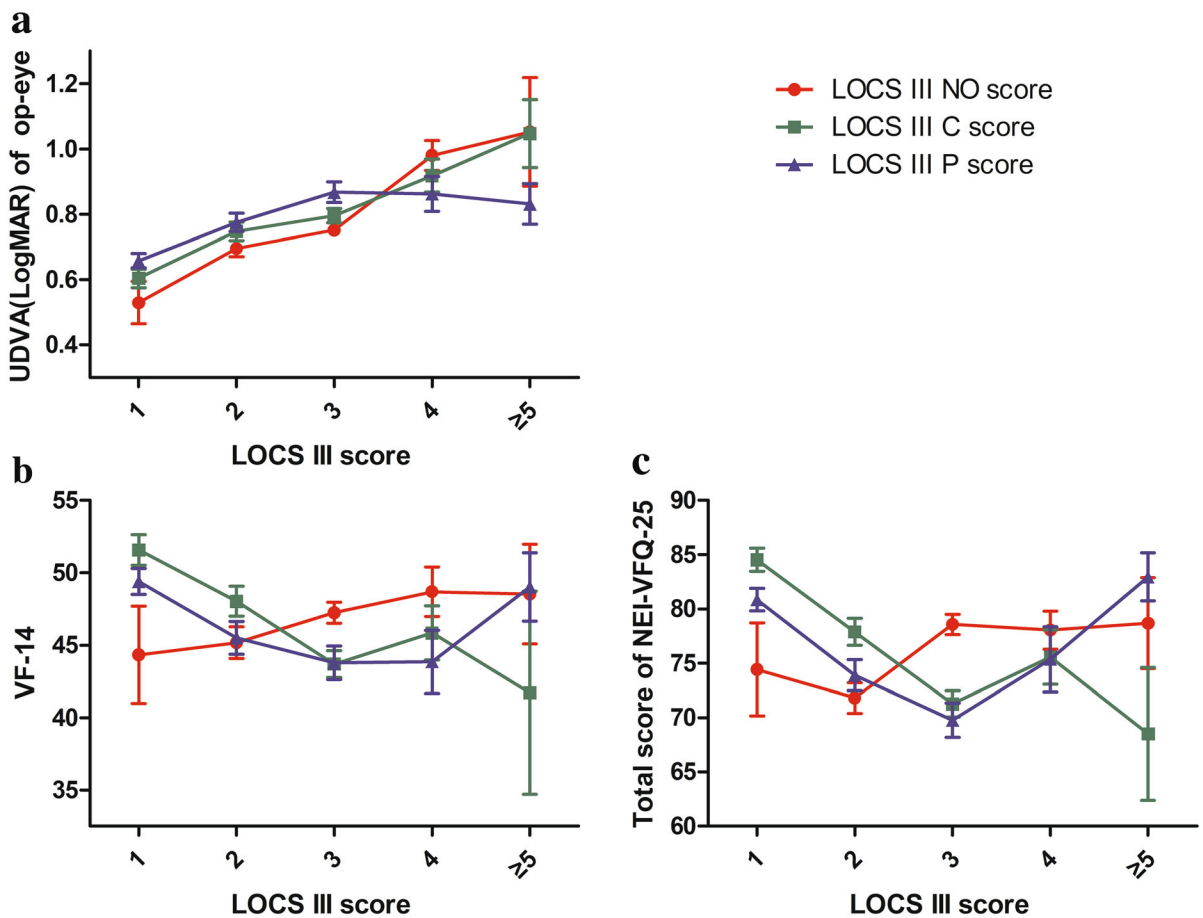 a
UDVA(LogMAR) of op-eye
1.2
1.0
0.8
0.6
0.4
1
2
3
4
≥5
LOCS III score
LOCS III NO score
LOCS III C score
LOCS III P score
b
VF-14
55
50
45
40
35
1
2
3
4
≥5
LOCS III score
c
Total score of NEI-VFQ-25
90
85
80
75
70
65
60
1
2
3
4
≥5
LOCS III score